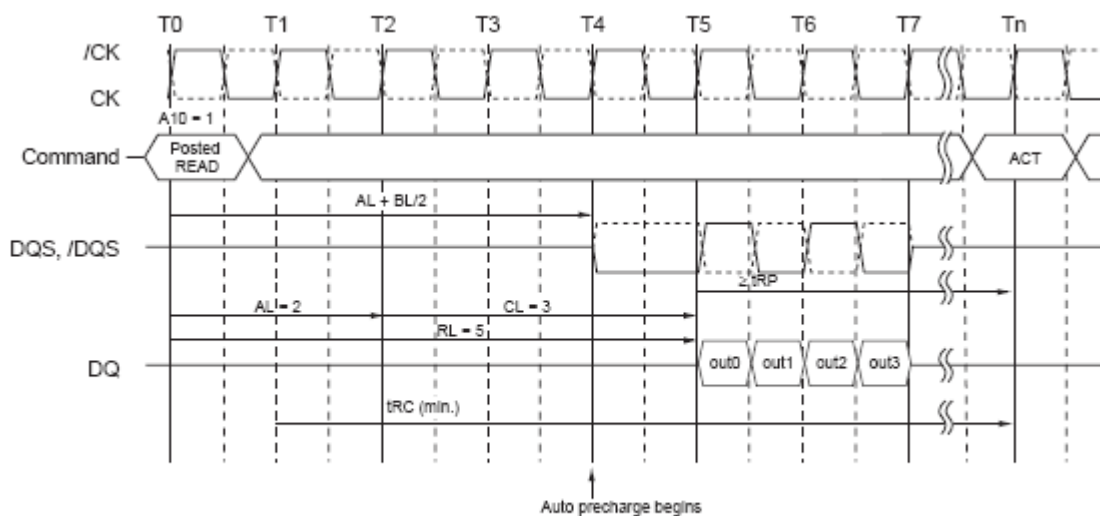 T0 T1 T2 T3 T4 T5 T6 T7 Tn
/CK
CK
A10 = 1
Command
Posted
READ
ACT
AL + BL/2
DQS, /DQS
≥ tRP
AL = 2
CL = 3
RL = 5
DQ
out0 out1 out2 out3
tRC (min.)
Auto precharge begins